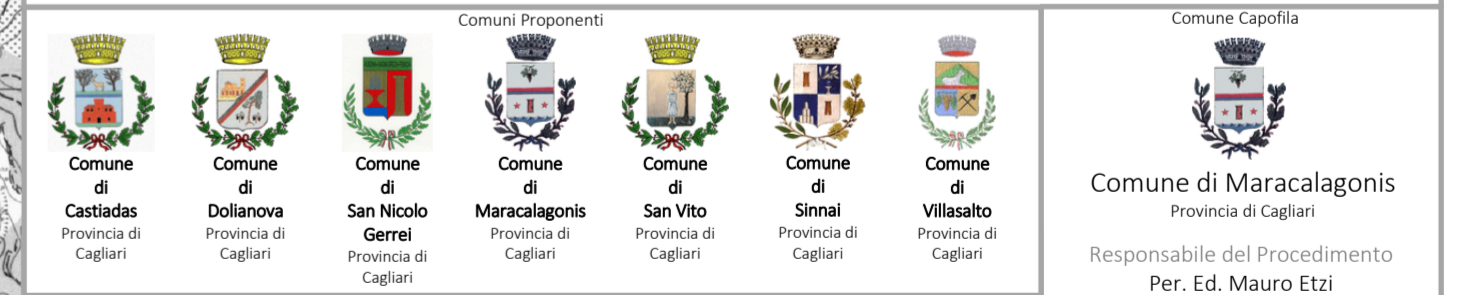 Comuni Proponenti
Comune
di
Castiadas
Provincia di
Cagliari
Comune
di
Dolianova
Provincia di
Cagliari
Comune
di
San Nicolo
Gerrei
Provincia di
Cagliari
Comune
di
Maracalagonis
Provincia di
Cagliari
Comune
di
San Vito
Provincia di
Cagliari
Comune
di
Sinnai
Provincia di
Cagliari
Comune
di
Villasalto
Provincia di
Cagliari
Comune Capofila
Comune di Maracalagonis
Provincia di Cagliari
Responsabile del Procedimento
Per. Ed. Mauro Etzi